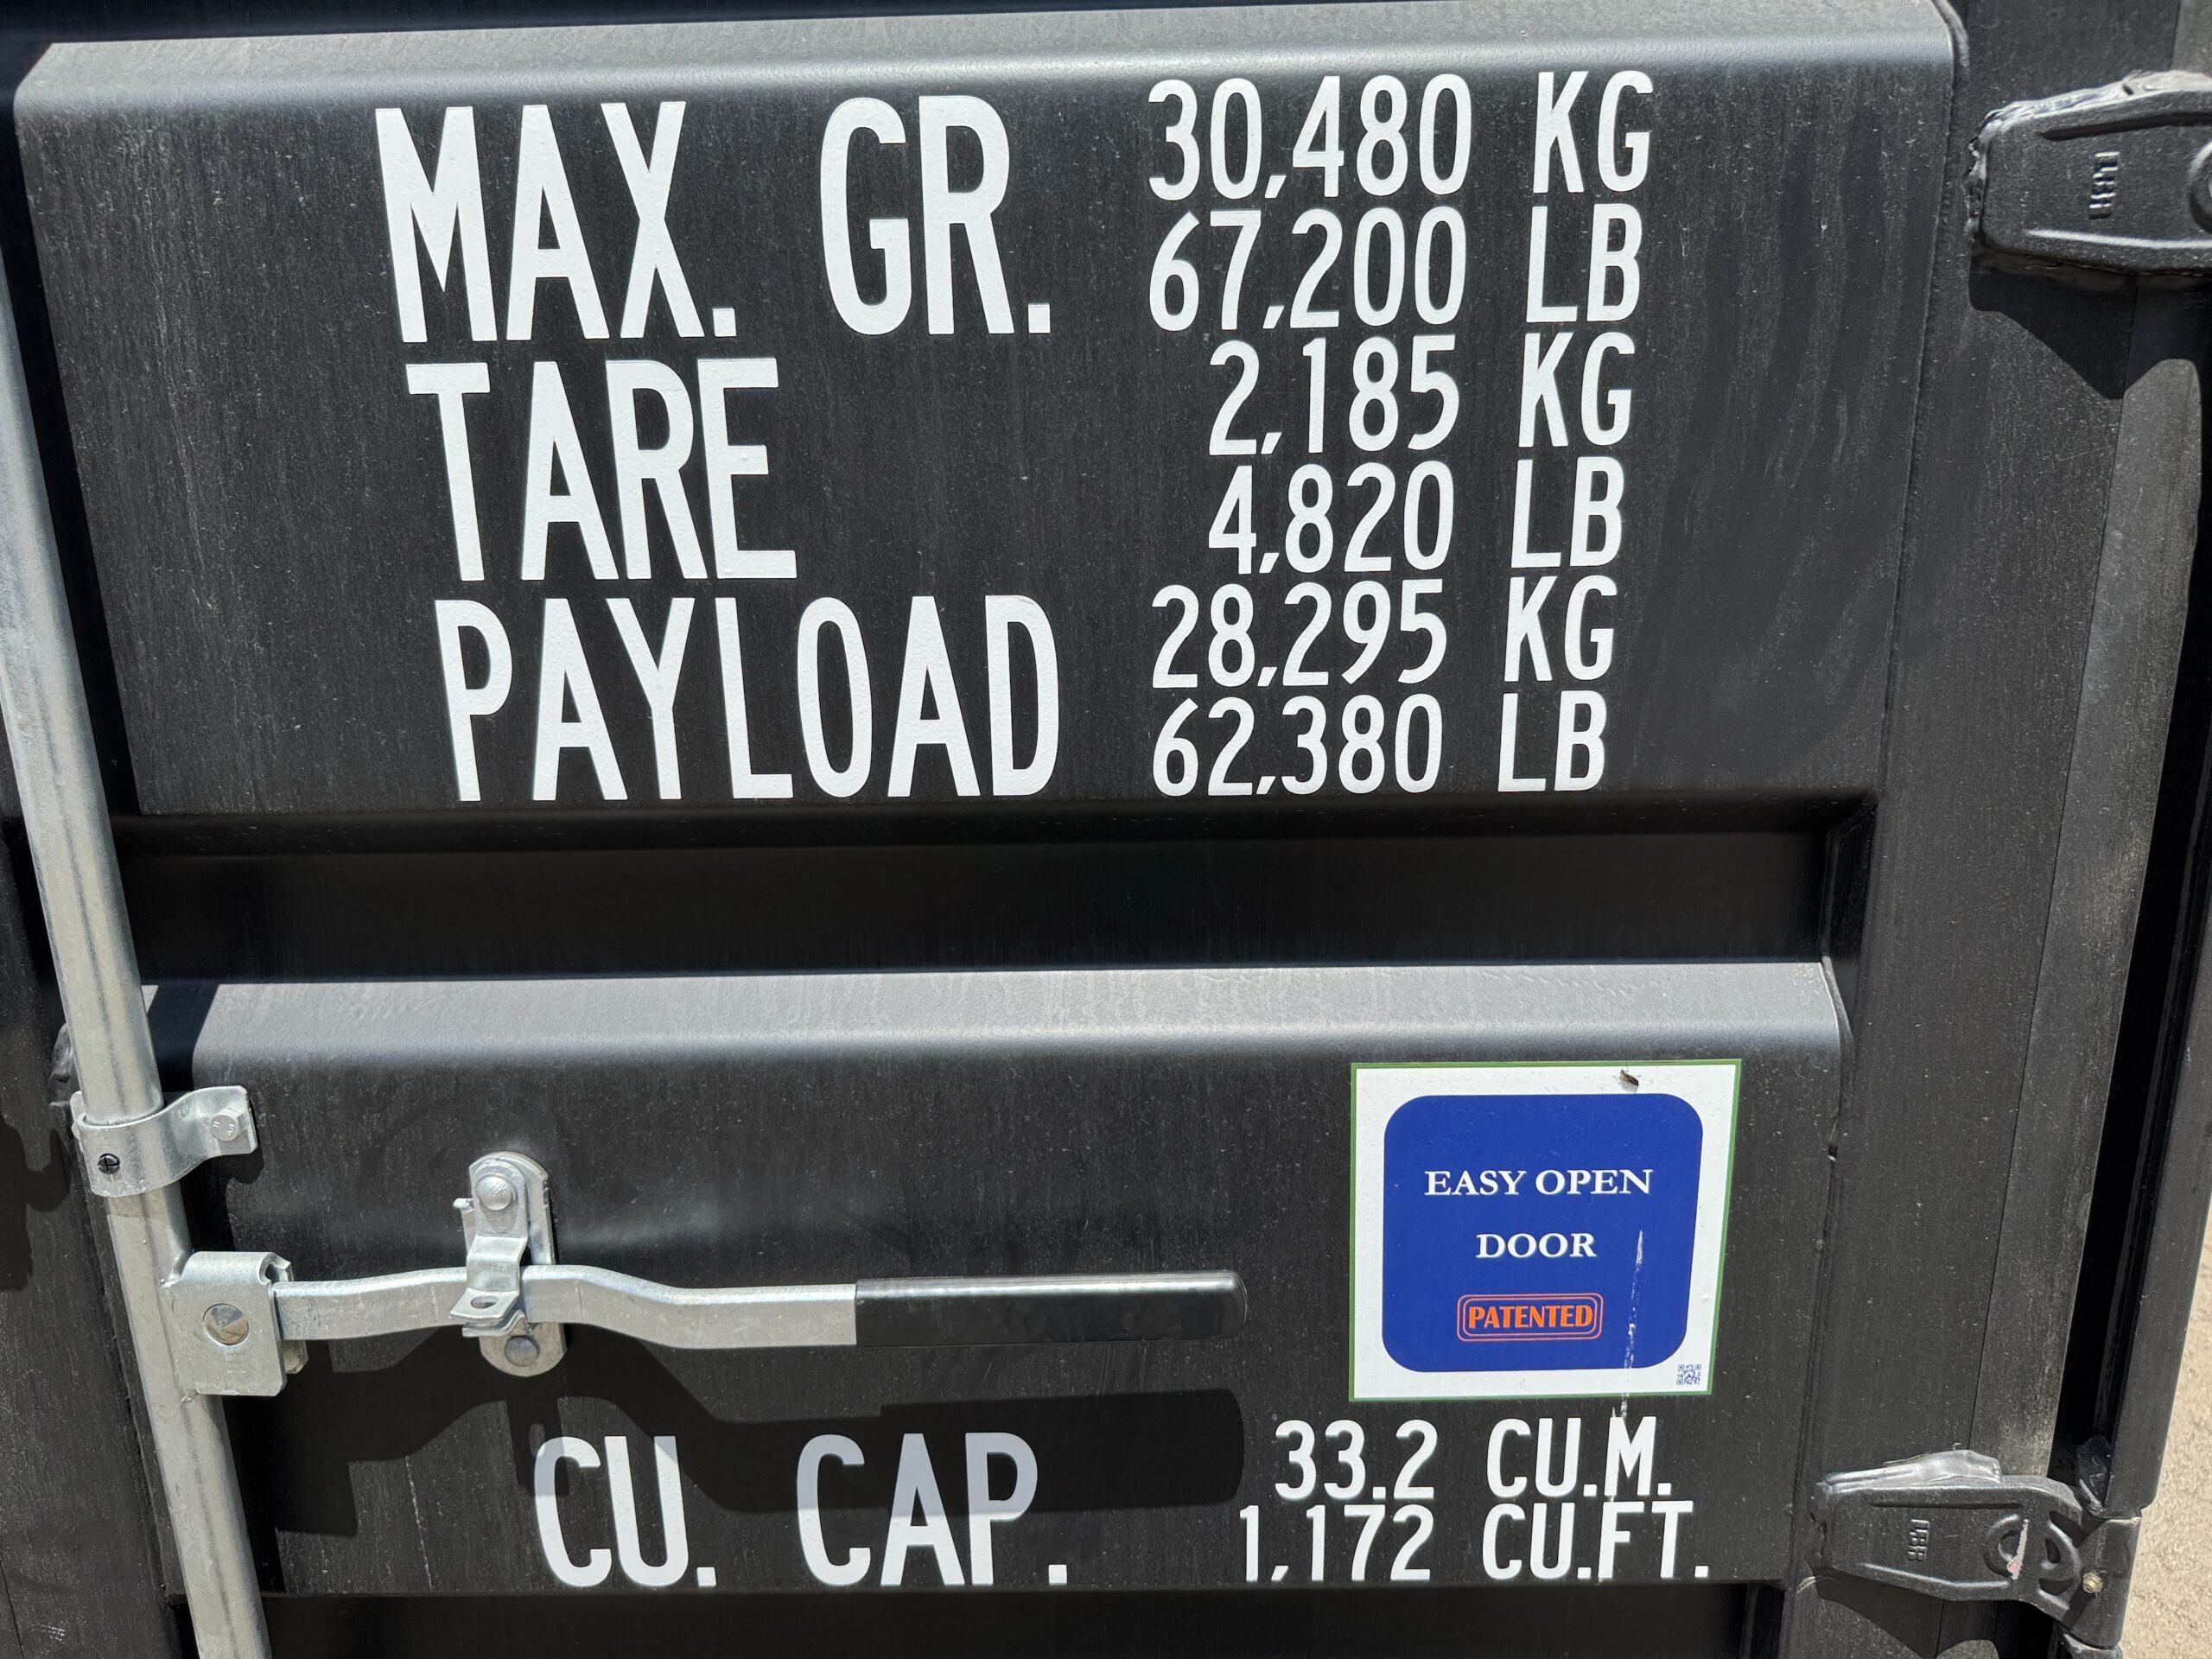 MAX. GR. 30,480 KG
67,200 LB
TARE 2,185 KG
4,820 LB
PAYLOAD 28,295 KG
62,380 LB
EASY OPEN
DOOR
PATENTED
CU. CAP. 33.2 CU.M.
1,172 CU.FT.